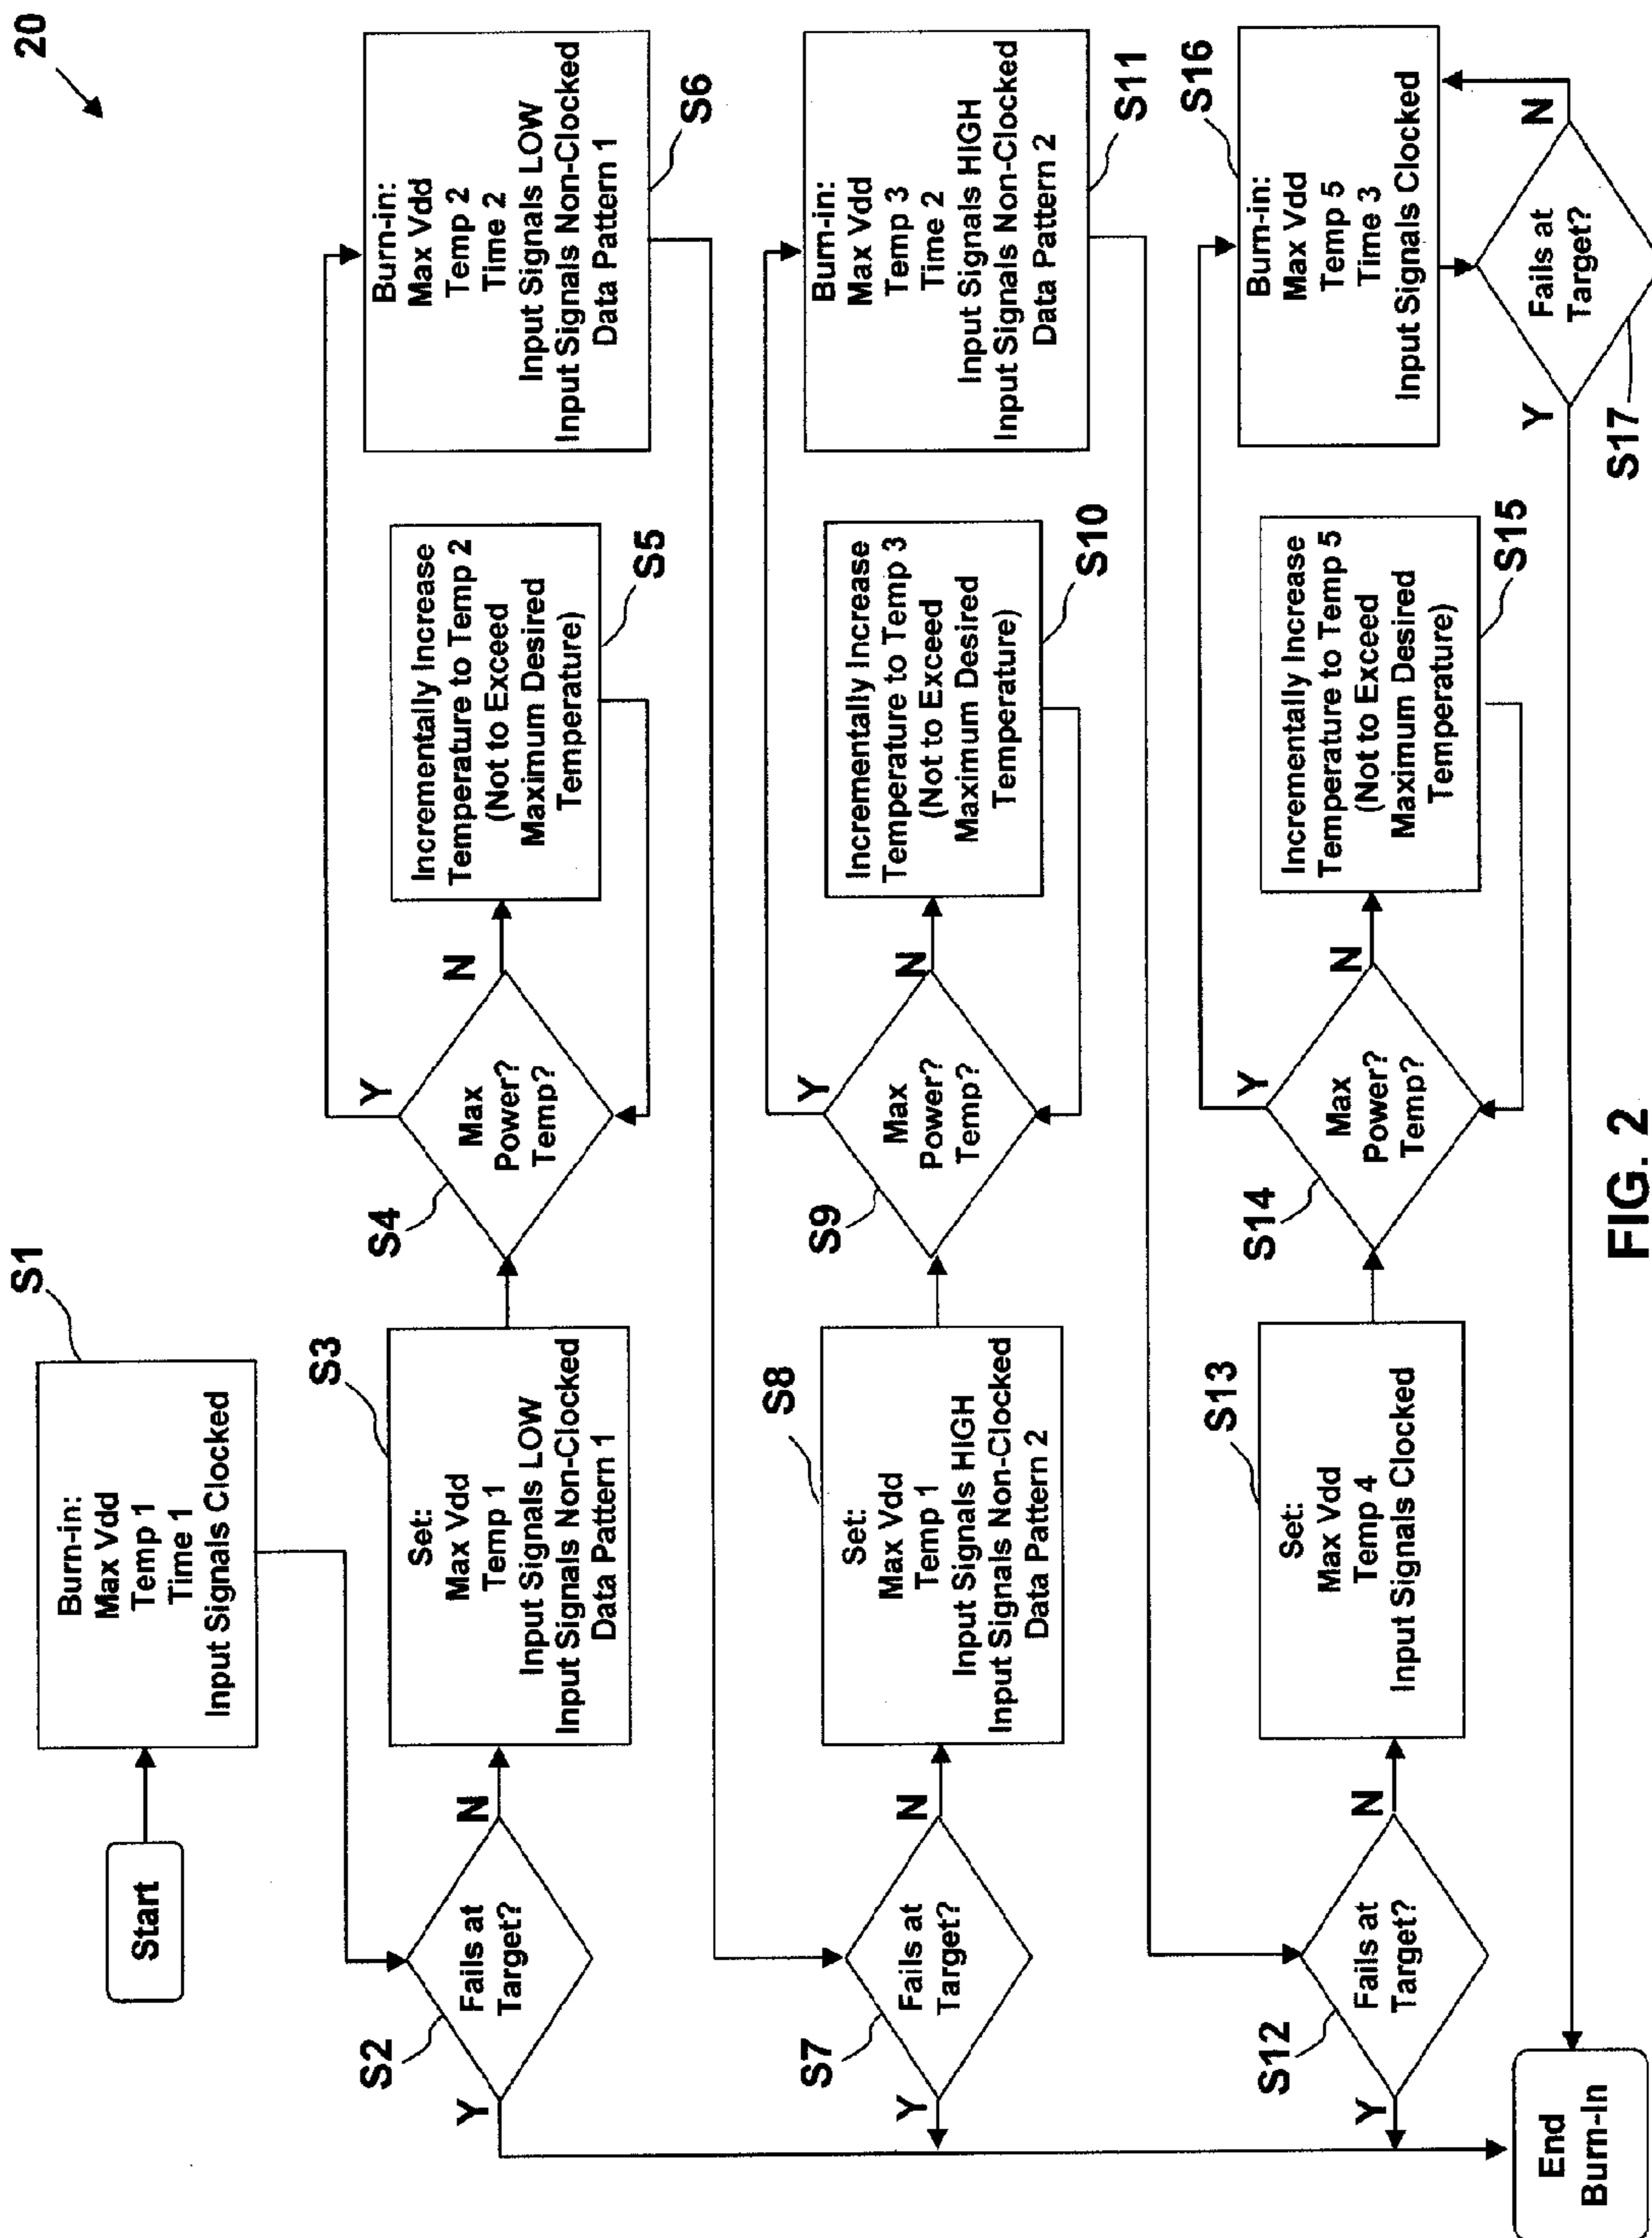 20
Start
Burn-in:
Max Vdd
Temp 1
Time 1
Input Signals Clocked
S1
S2
Fails at
Target?
Y
N
Set:
Max Vdd
Temp 1
Input Signals LOW
Input Signals Non-Clocked
Data Pattern 1
S3
S4
Max
Power?
Temp?
Y
N
Incrementally Increase
Temperature to Temp 2
(Not to Exceed
Maximum Desired
Temperature)
S5
Burn-in:
Max Vdd
Temp 2
Time 2
Input Signals LOW
Input Signals Non-Clocked
Data Pattern 1
S6
S7
Fails at
Target?
Y
N
Set:
Max Vdd
Temp 1
Input Signals HIGH
Input Signals Non-Clocked
Data Pattern 2
S8
S9
Max
Power?
Temp?
Y
N
Incrementally Increase
Temperature to Temp 3
(Not to Exceed
Maximum Desired
Temperature)
S10
Burn-in:
Max Vdd
Temp 3
Time 2
Input Signals HIGH
Input Signals Non-Clocked
Data Pattern 2
S11
S12
Fails at
Target?
Y
N
Set:
Max Vdd
Temp 4
Input Signals Clocked
S13
S14
Max
Power?
Temp?
Y
N
Incrementally Increase
Temperature to Temp 5
(Not to Exceed
Maximum Desired
Temperature)
S15
Burn-in:
Max Vdd
Temp 5
Time 3
Input Signals Clocked
S16
Fails at
Target?
Y
N
S17
End
Burn-In
FIG. 2